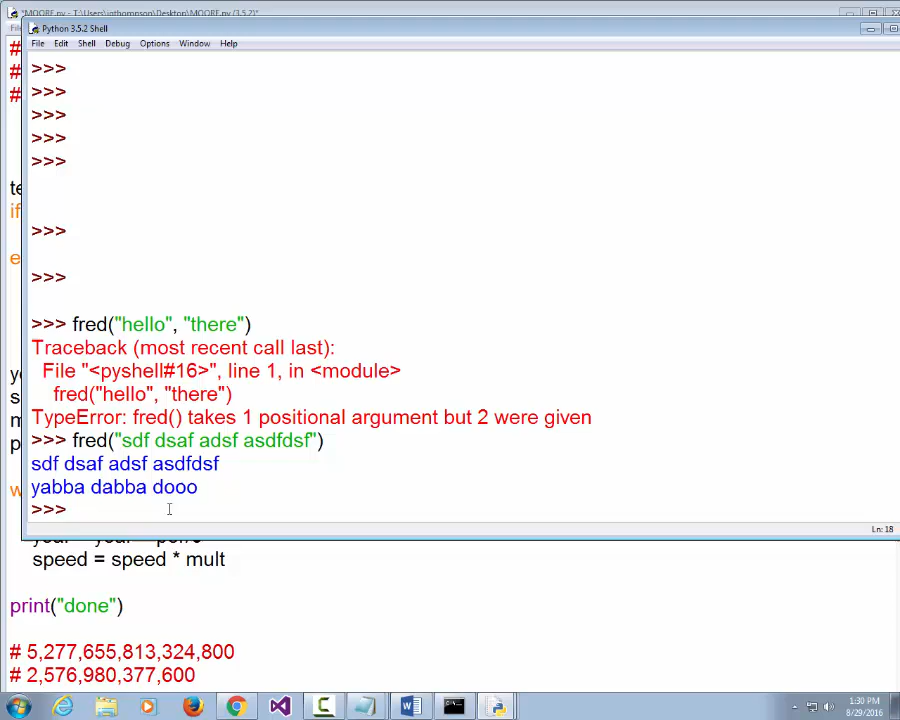 *MOORE.py - T:\Users\jnthompson\Desktop\MOORE.py (3.5.2)*
Python 3.5.2 Shell
File Edit Shell Debug Options Window Help
#
#
#
>>>
>>>
>>>
>>>
>>>
te
if
>>>
e
>>>
>>> fred("hello", "there")
Traceback (most recent call last):
File "<pyshell#16>", line 1, in <module>
y
s
fred("hello", "there")
m
TypeError: fred() takes 1 positional argument but 2 were given
p
>>> fred("sdf dsaf adsf asdfdsf")
sdf dsaf adsf asdfdsf
w
yabba dabba dooo
>>>
Ln: 18
speed = speed * mult
print("done")
# 5,277,655,813,324,800
# 2,576,980,377,600
1:30 PM
8/29/2016